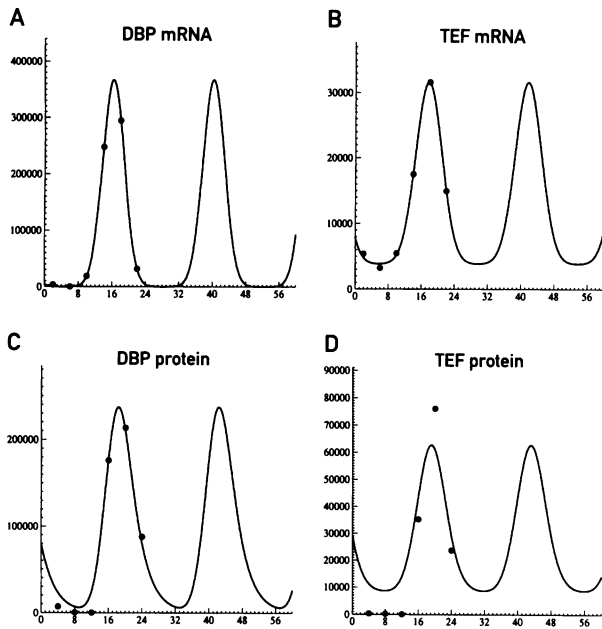 A
DBP mRNA
400000
300000
200000
100000
0
0 8 16 24 32 40 48 56
B
TEF mRNA
30000
20000
10000
0
0 8 16 24 32 40 48 56
C
DBP protein
200000
100000
0
0 8 16 24 32 40 48 56
D
TEF protein
90000
80000
70000
60000
50000
40000
30000
20000
10000
0
0 8 16 24 32 40 48 56